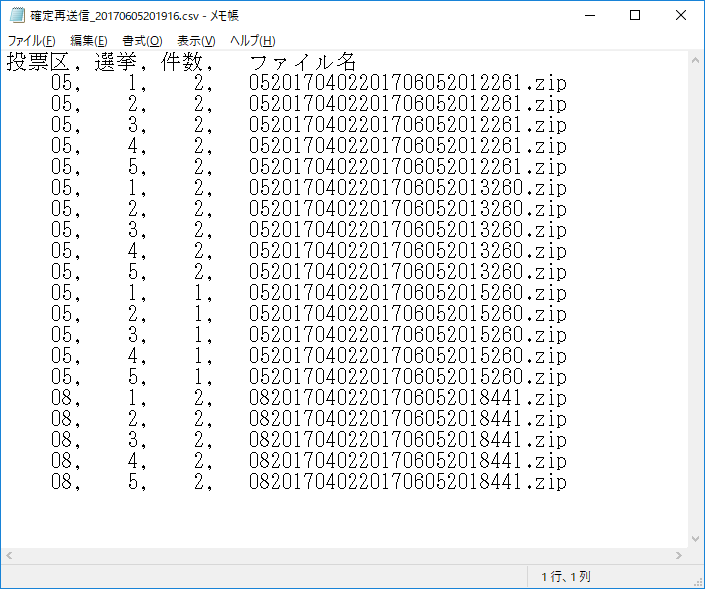 確定再送信_20170605201916.csv - メモ帳
ファイル(F) 編集(E) 書式(O) 表示(V) ヘルプ(H)
投票区, 選挙, 件数, ファイル名
05, 1, 2, 0520170402201706052012261.zip
05, 2, 2, 0520170402201706052012261.zip
05, 3, 2, 0520170402201706052012261.zip
05, 4, 2, 0520170402201706052012261.zip
05, 5, 2, 0520170402201706052012261.zip
05, 1, 2, 0520170402201706052013260.zip
05, 2, 2, 0520170402201706052013260.zip
05, 3, 2, 0520170402201706052013260.zip
05, 4, 2, 0520170402201706052013260.zip
05, 5, 2, 0520170402201706052013260.zip
05, 1, 1, 0520170402201706052015260.zip
05, 2, 1, 0520170402201706052015260.zip
05, 3, 1, 0520170402201706052015260.zip
05, 4, 1, 0520170402201706052015260.zip
05, 5, 1, 0520170402201706052015260.zip
08, 1, 2, 0820170402201706052018441.zip
08, 2, 2, 0820170402201706052018441.zip
08, 3, 2, 0820170402201706052018441.zip
08, 4, 2, 0820170402201706052018441.zip
08, 5, 2, 0820170402201706052018441.zip
1 行、1 列